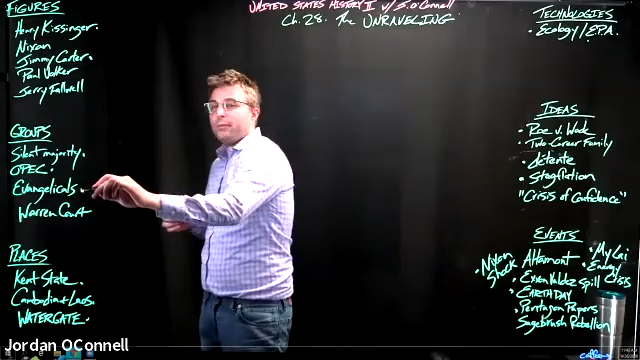 UNITED STATES HISTORY II w/ J. O'Connell
Ch. 28. The UNRAVELING
FIGURES
Henry Kissinger.
Nixon
Jimmy Carter.
Paul Volker
Jerry Fallwell
GROUPS
Silent majority.
OPEC.
Evangelicals.
Warren Court
PLACES
Kent State.
Cambodia + Laos.
WATERGATE.
TECHNOLOGIES
• Ecology/E.P.A.
IDEAS
• Roe v. Wade
• Two Career Family
• détente
• Stagflation
"Crisis of Confidence"
EVENTS
• Nixon Shock
Altamont
• My Lai
• Energy Crisis
• Exxon Valdez Spill
• EARTH DAY
• Pentagon Papers
Sagebrush Rebellion
Jordan OConnell